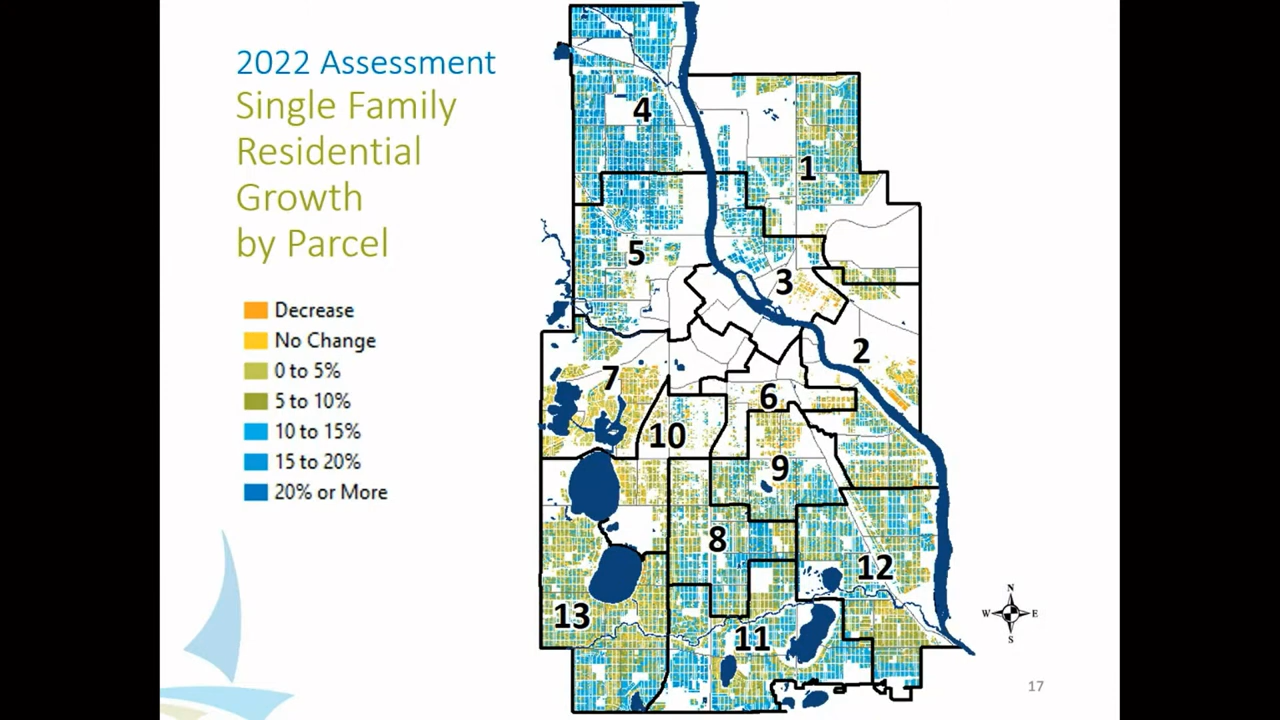 2022 Assessment
Single Family
Residential
Growth
by Parcel
Decrease
No Change
0 to 5%
5 to 10%
10 to 15%
15 to 20%
20% or More
4
1
5
3
2
7
6
10
9
8
12
13
11
N
W E
S
17